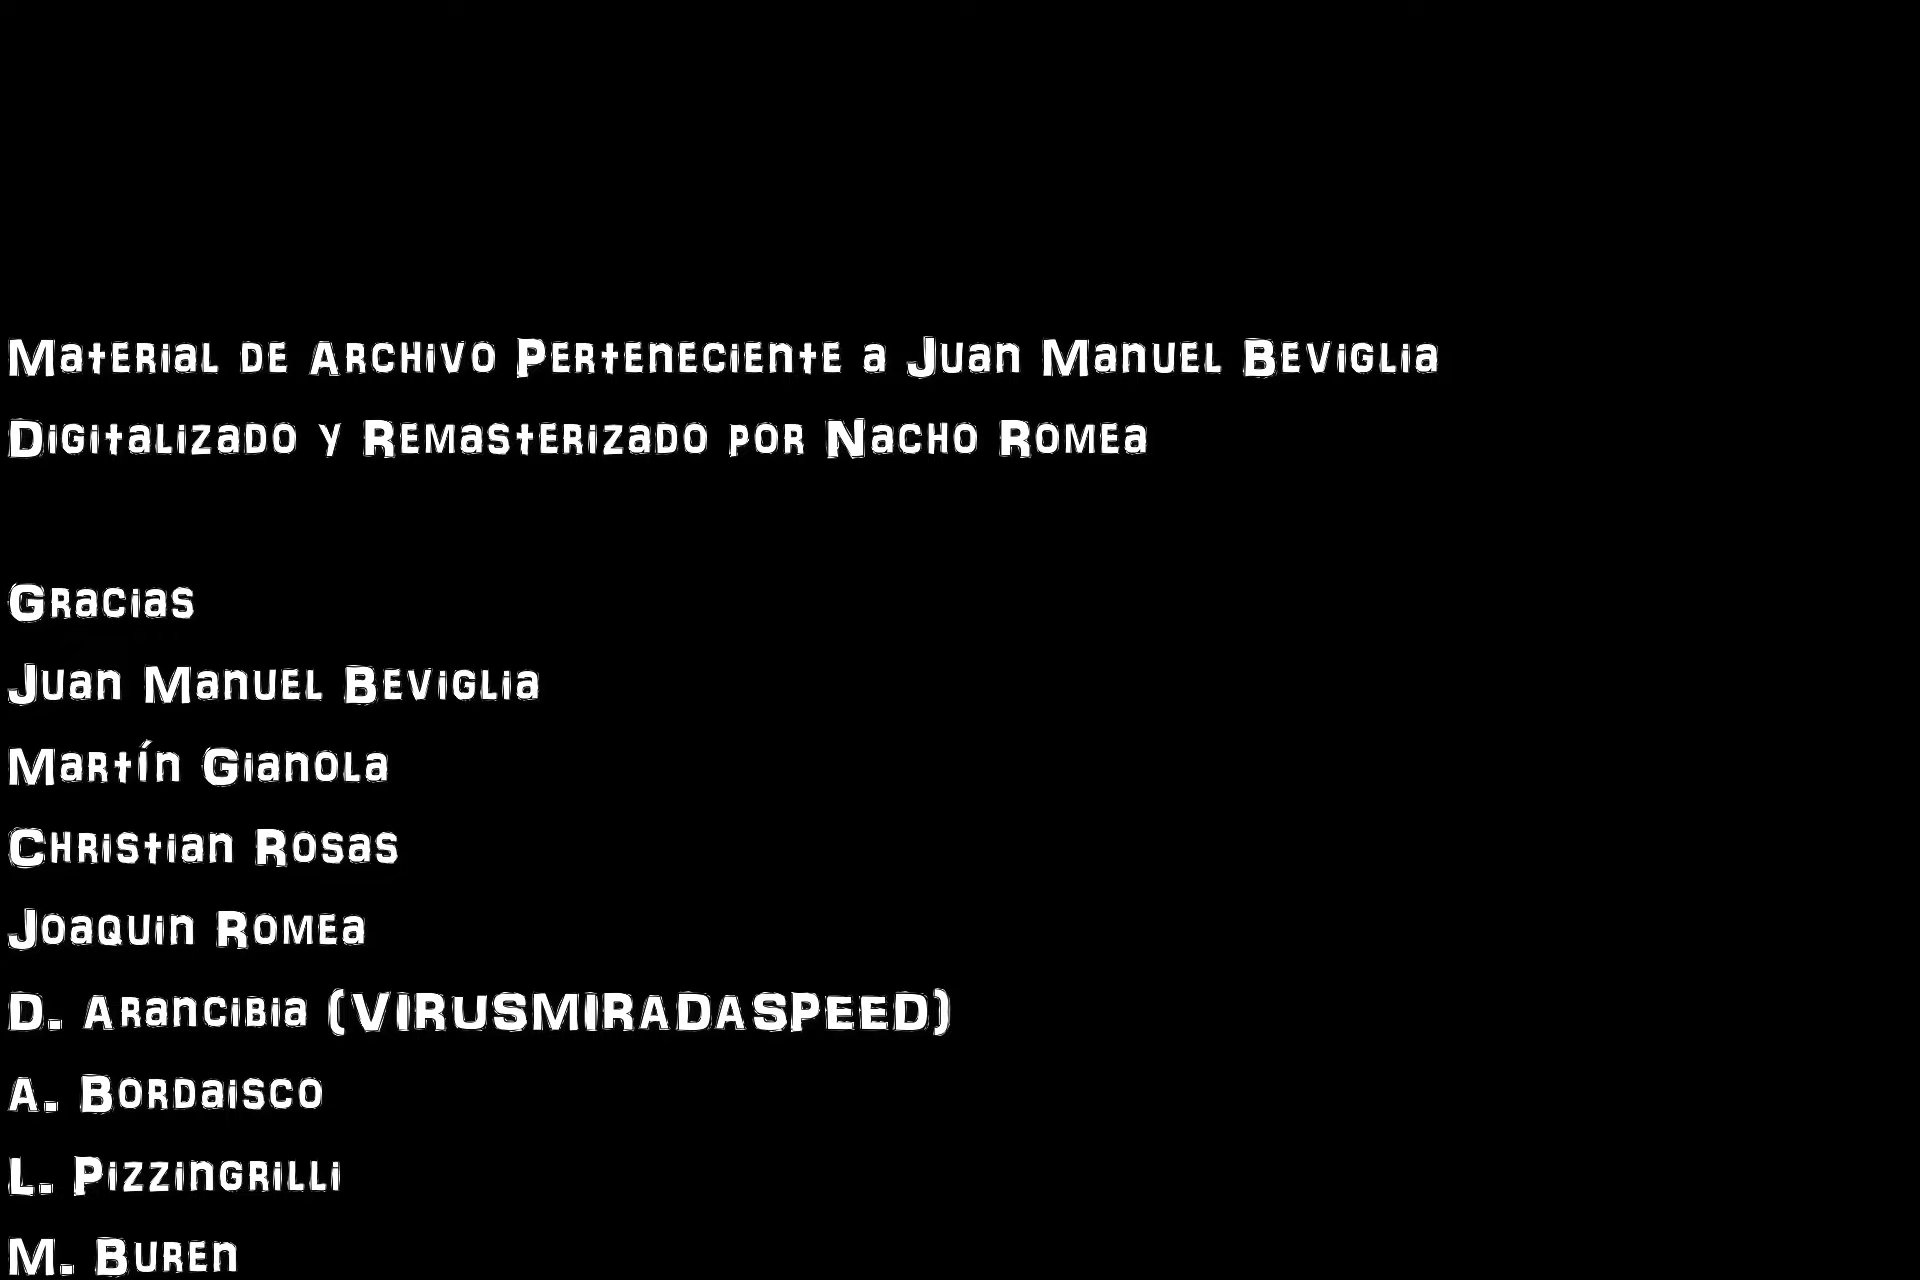 Material de archivo Perteneciente a Juan Manuel Beviglia
Digitalizado y Remasterizado por Nacho Romea
Gracias
Juan Manuel Beviglia
Martín Gianola
Christian Rosas
Joaquin Romea
D. Arancibia (VIRUSMIRADASPEED)
A. Bordaisco
L. Pizzingrilli
M. Buren